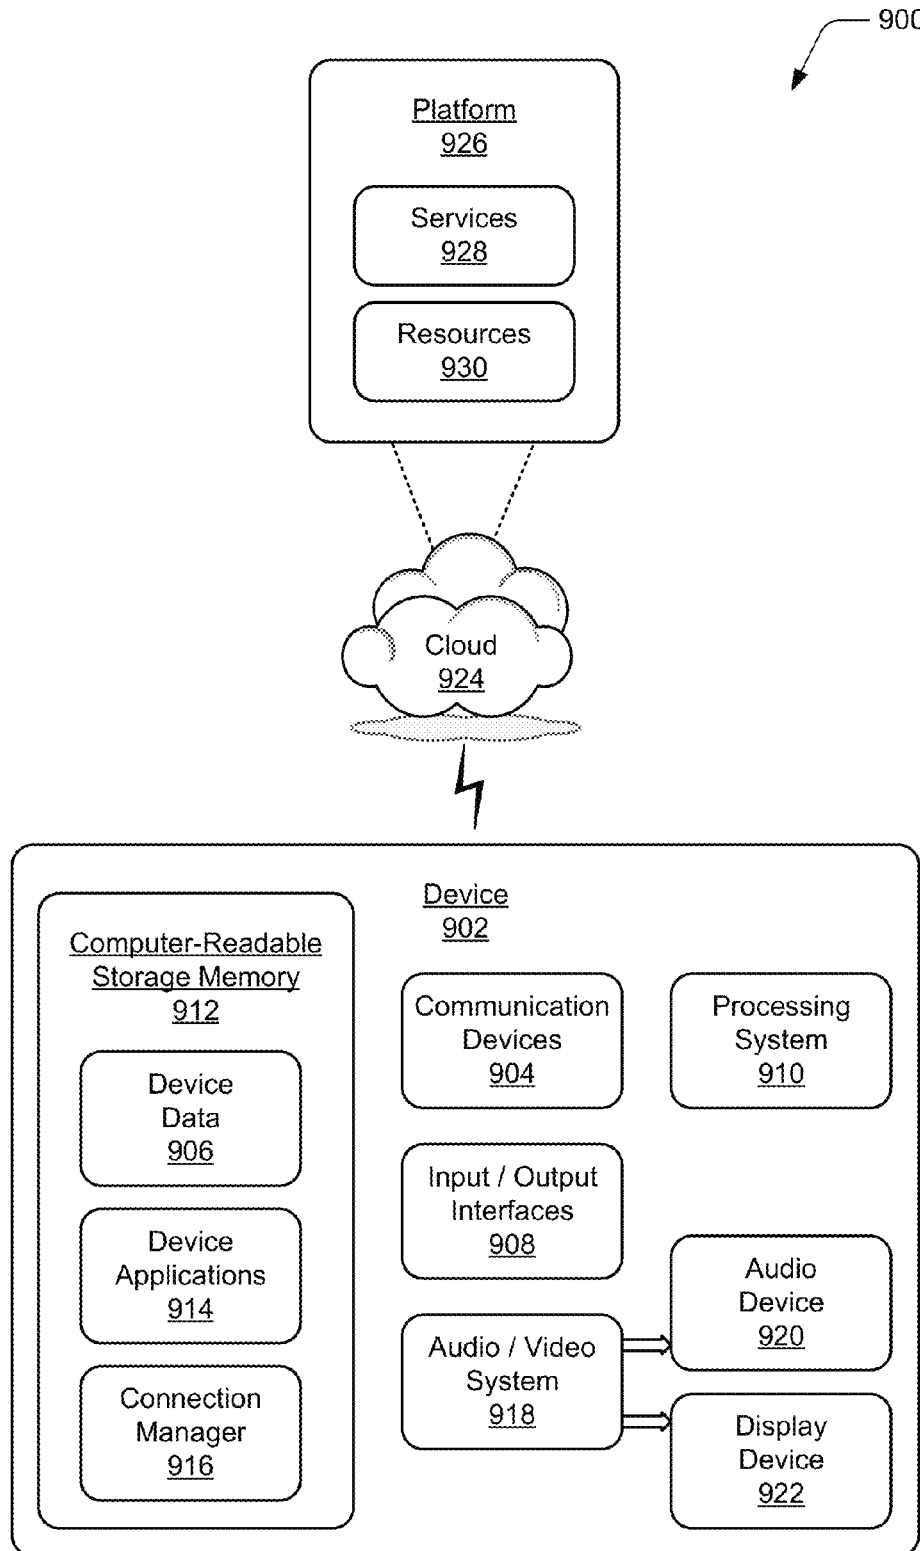 900
Platform
926
Services
928
Resources
930
Cloud
924
Device
902
Computer-Readable
Storage Memory
912
Device
Data
906
Device
Applications
914
Connection
Manager
916
Communication
Devices
904
Input / Output
Interfaces
908
Audio / Video
System
918
Processing
System
910
Audio
Device
920
Display
Device
922